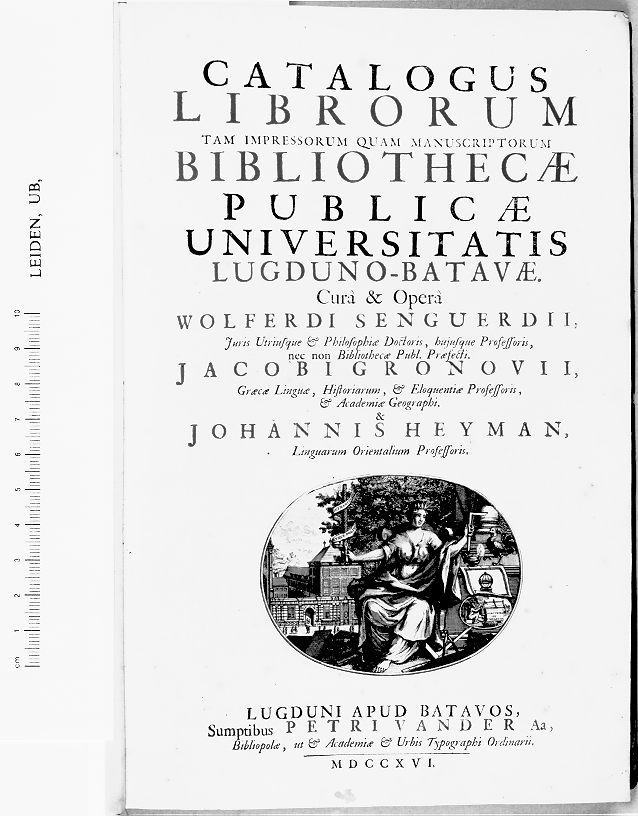 CATALOGUS
LIBRORUM
TAM IMPRESSORUM QUAM MANUSCRIPTORUM
BIBLIOTHECÆ
PUBLICÆ
UNIVERSITATIS
LUGDUNO-BATAVÆ.
Curâ & Operâ
WOLFERDI SENGUERDII,
Juris Utriuſque & Philoſophiæ Doctoris, hujuſque Profeſſoris,
nec non Bibliothecæ Publ. Præfecti.
JACOBI GRONOVII,
Græcæ Linguæ, Hiſtoriarum, & Eloquentiæ Profeſſoris,
& Academiæ Geographi.
&
JOHANNIS HEYMAN,
Linguarum Orientalium Profeſſoris.
LUGDUNI APUD BATAVOS,
Sumptibus PETRI VANDER Aa,
Bibliopolæ, ut & Academiæ & Urbis Typographi Ordinarii.
MDCCXVI.
LEIDEN, UB,
cm 1 2 3 4 5 6 7 8 9 10